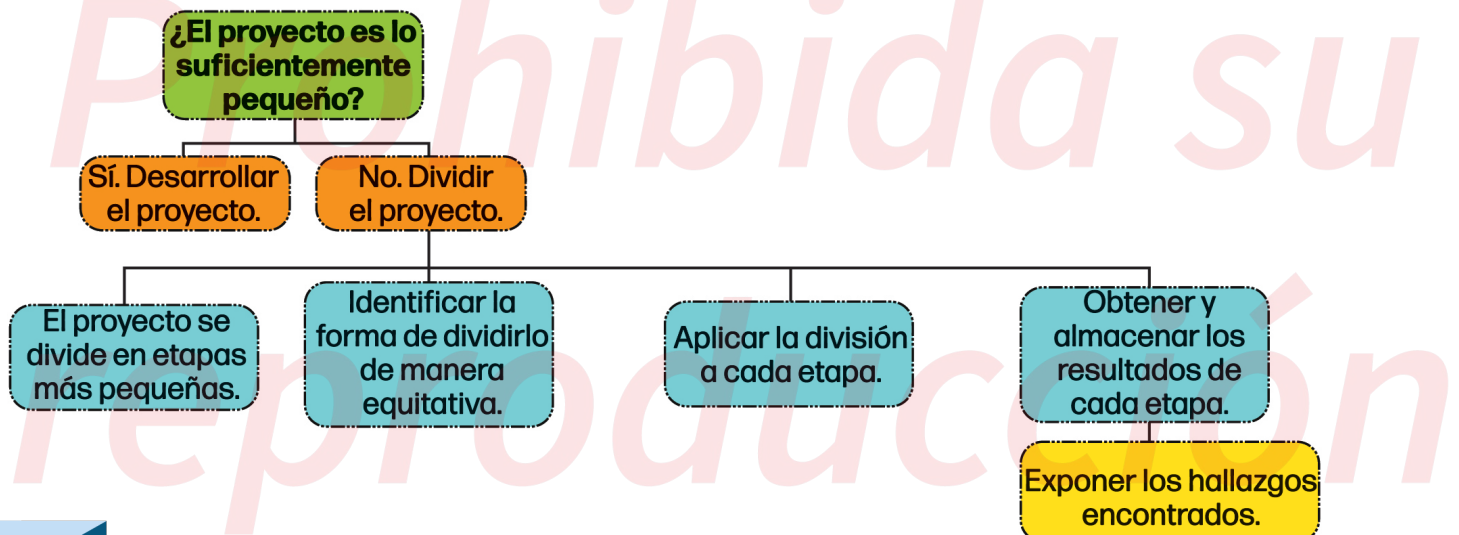 Prohibida su
reproducción
¿El proyecto es lo
suficientemente
pequeño?
Sí. Desarrollar
el proyecto.
No. Dividir
el proyecto.
El proyecto se
divide en etapas
más pequeñas.
Identificar la
forma de dividirlo
de manera
equitativa.
Aplicar la división
a cada etapa.
Obtener y
almacenar los
resultados de
cada etapa.
Exponer los hallazgos
encontrados.